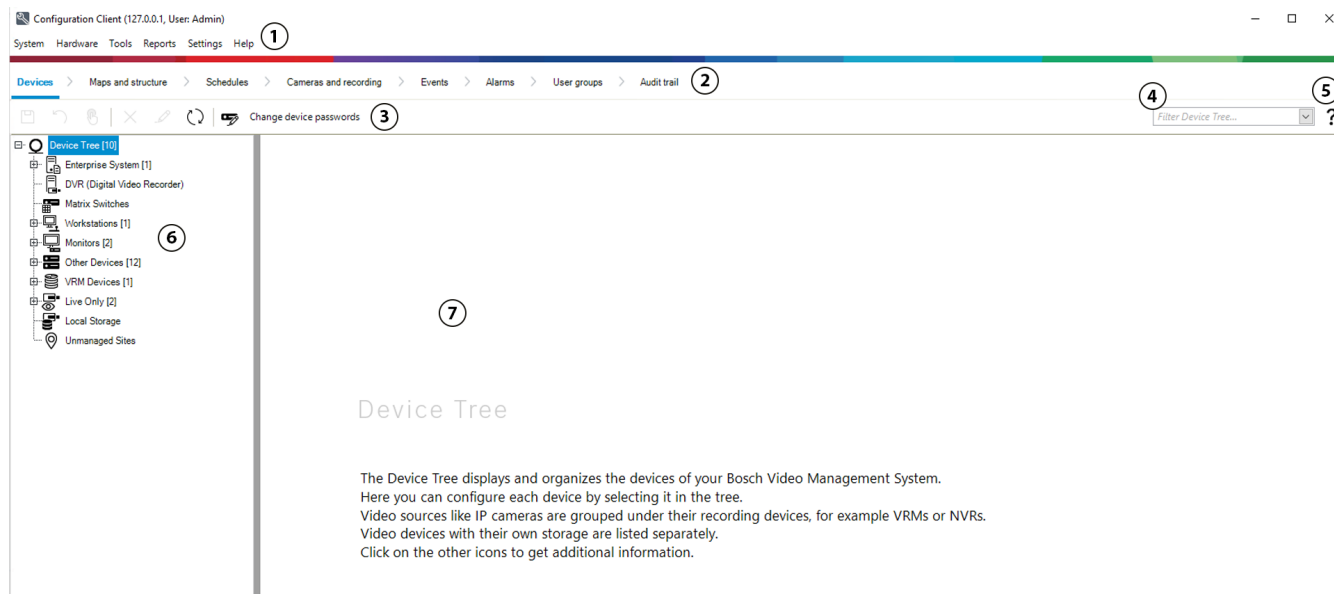 Configuration Client (127.0.0.1, User: Admin)
System Hardware Tools Reports Settings Help 1
Devices Maps and structure Schedules Cameras and recording Events Alarms User groups Audit trail 2
4 5
Change device passwords 3 Filter Device Tree... ?
Device Tree [10]
Enterprise System [1]
DVR (Digital Video Recorder)
Matrix Switches
Workstations [1]
6
Monitors [2]
Other Devices [12]
VRM Devices [1]
Live Only [2]
7
Local Storage
Unmanaged Sites
Device Tree
The Device Tree displays and organizes the devices of your Bosch Video Management System.
Here you can configure each device by selecting it in the tree.
Video sources like IP cameras are grouped under their recording devices, for example VRMs or NVRs.
Video devices with their own storage are listed separately.
Click on the other icons to get additional information.